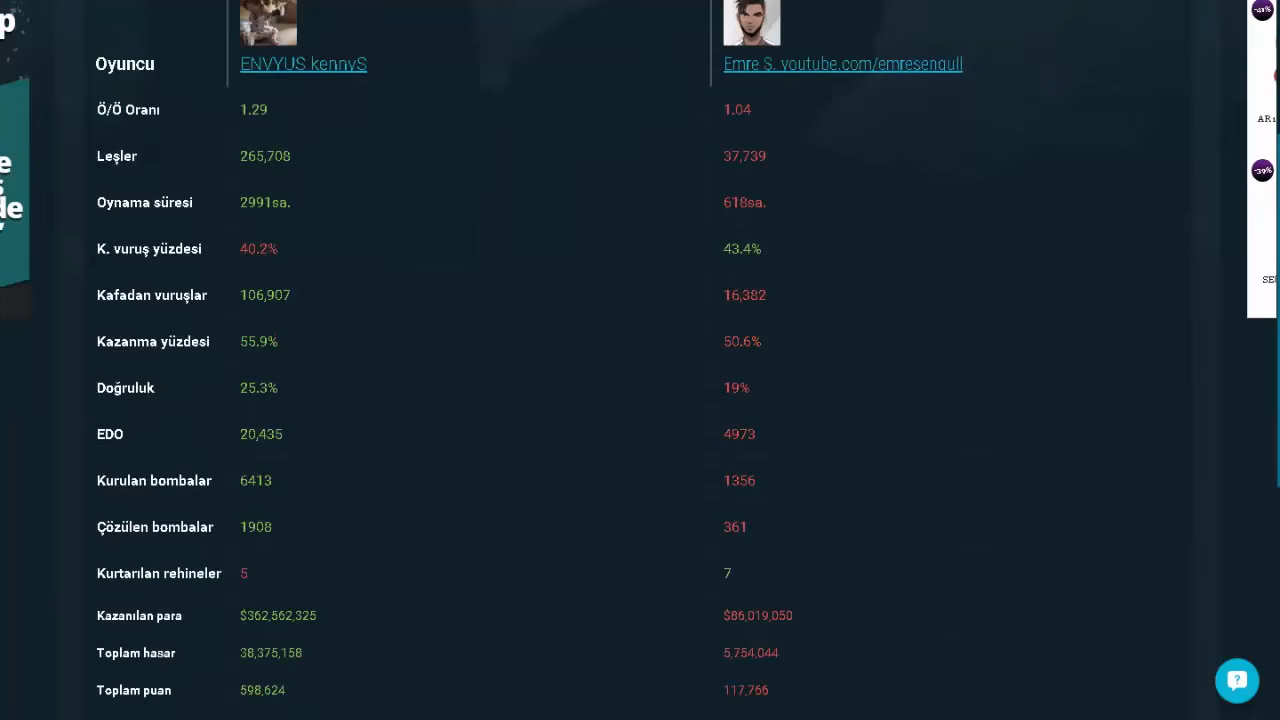 p
Oyuncu ENVYUS kennyS Emre Ş. youtube.com/emresengull
Ö/Ö Oranı 1.29 1.04
Leşler 265,708 37,739
Oynama süresi 2991sa. 618sa.
K. vuruş yüzdesi 40.2% 43.4%
Kafadan vuruşlar 106,907 16,382
Kazanma yüzdesi 55.9% 50.6%
Doğruluk 25.3% 19%
EDO 20,435 4973
Kurulan bombalar 6413 1356
Çözülen bombalar 1908 361
Kurtarılan rehineler 5 7
Kazanılan para $362,562,325 $86,019,050
Toplam hasar 38,375,158 5,754,044
Toplam puan 598,624 117,766
e
de
-41%
-39%